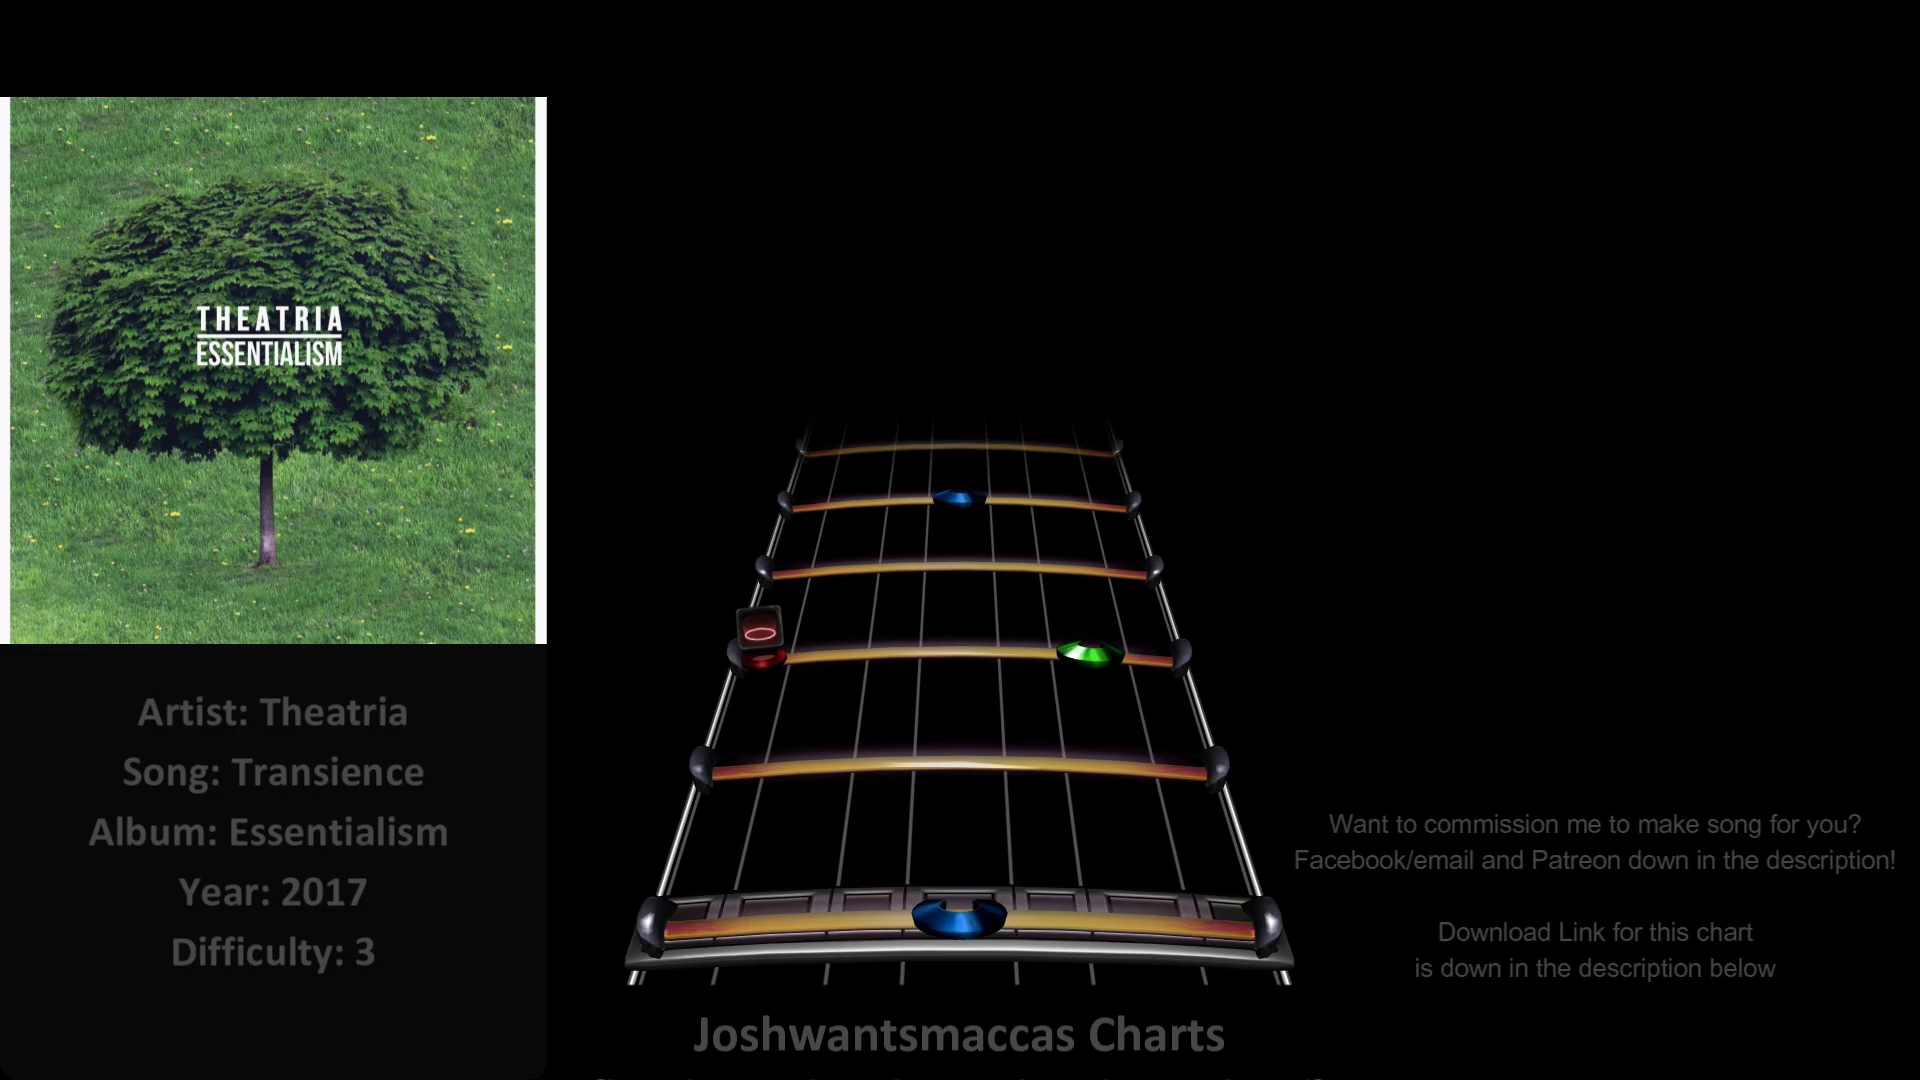 THEATRIA
ESSENTIALISM
Artist: Theatria
Song: Transience
Album: Essentialism
Year: 2017
Difficulty: 3
Want to commission me to make song for you?
Facebook/email and Patreon down in the description!
Download Link for this chart
is down in the description below
Joshwantsmaccas Charts